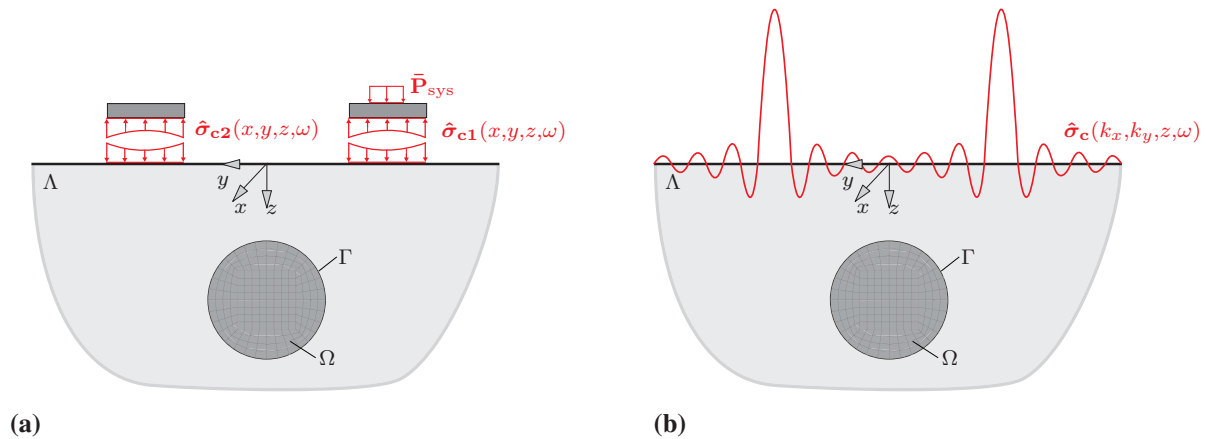 P̄sys
σ̂c2(x,y,z,ω)
σ̂c1(x,y,z,ω)
Λ
y
x
z
Γ
Ω
(a)
σ̂c(kx,ky,z,ω)
Λ
y
x
z
Γ
Ω
(b)